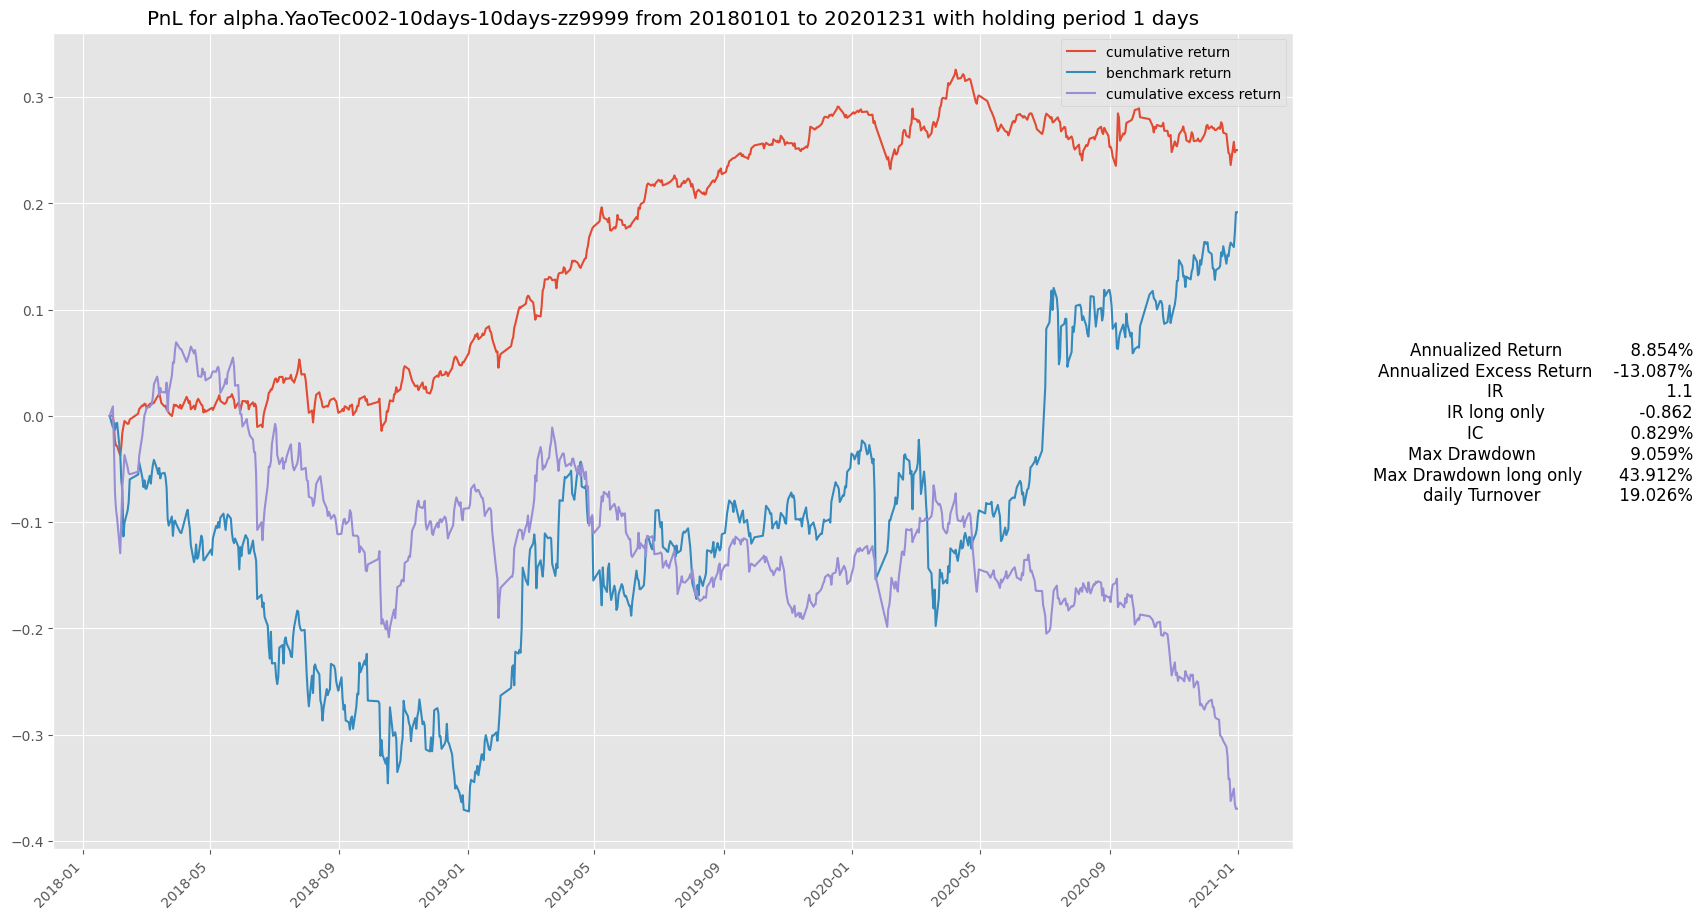 PnL for alpha.YaoTec002-10days-10days-zz9999 from 20180101 to 20201231 with holding period 1 days
cumulative return
benchmark return
cumulative excess return
0.3
0.2
0.1
0.0
−0.1
−0.2
−0.3
−0.4
2018-01
2018-05
2018-09
2019-01
2019-05
2019-09
2020-01
2020-05
2020-09
2021-01
Annualized Return 8.854%
Annualized Excess Return -13.087%
IR 1.1
IR long only -0.862
IC 0.829%
Max Drawdown 9.059%
Max Drawdown long only 43.912%
daily Turnover 19.026%